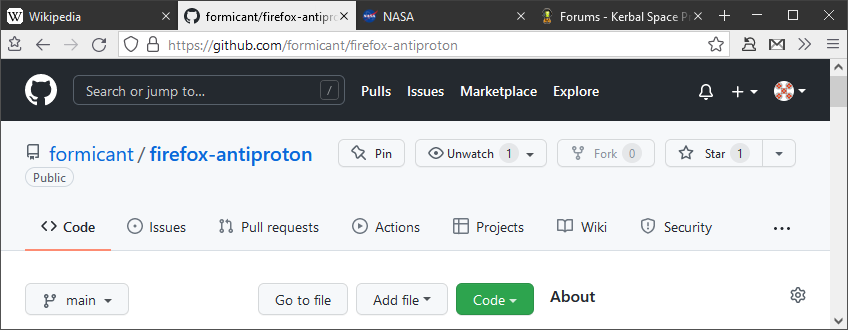 Wikipedia formicant/firefox-antipro NASA Forums - Kerbal Space P
https://github.com/formicant/firefox-antiproton
Search or jump to... / Pulls Issues Marketplace Explore
formicant / firefox-antiproton Pin Unwatch 1 Fork 0 Star 1
Public
Code Issues Pull requests Actions Projects Wiki Security ...
main Go to file Add file Code About